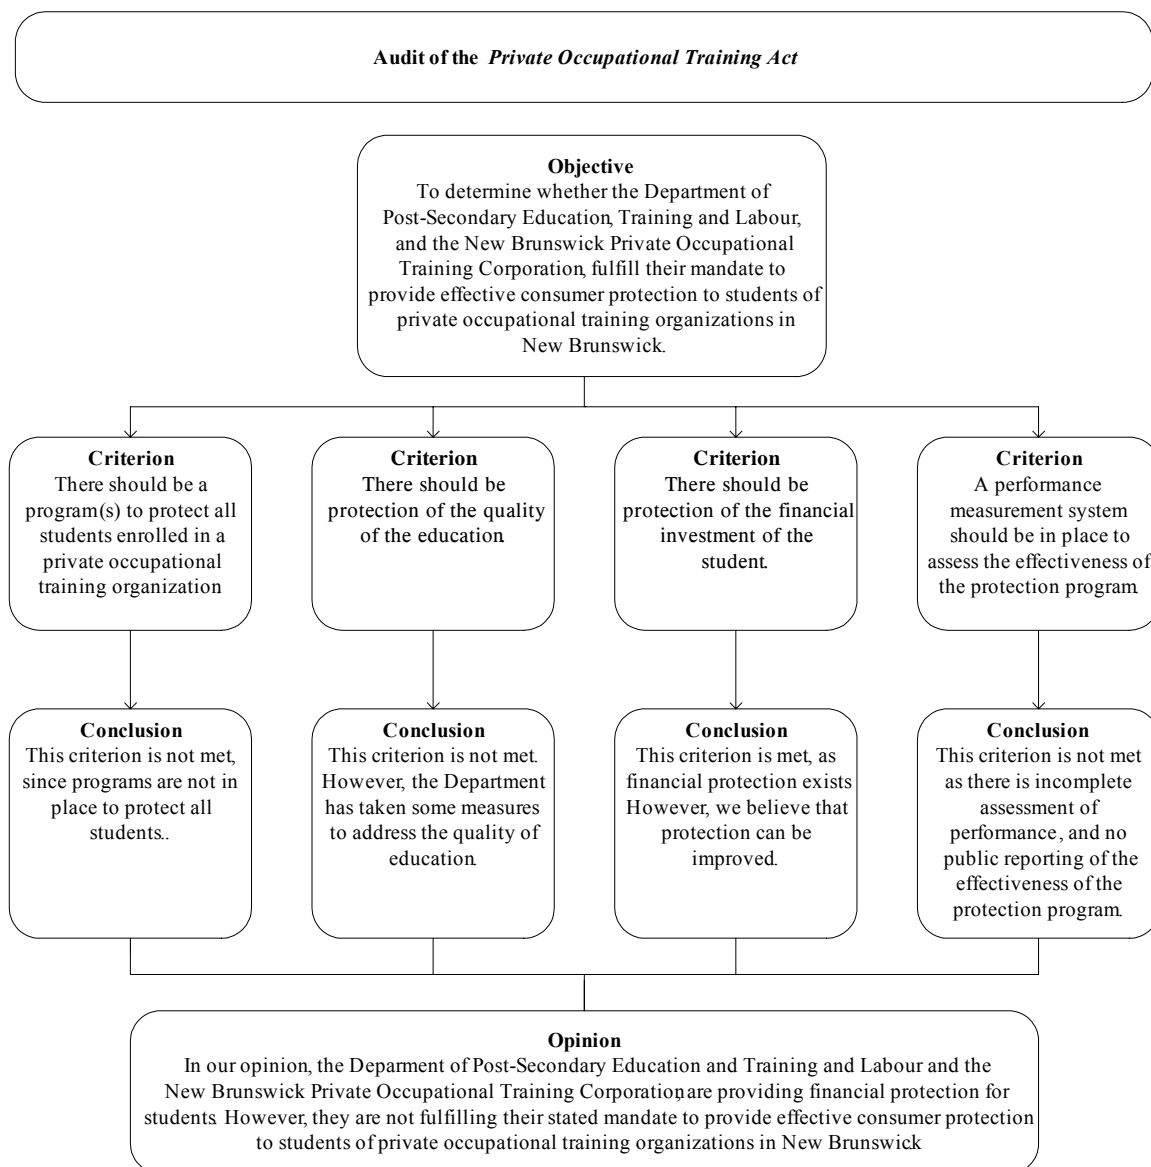 Audit of the Private Occupational Training Act
Objective
To determine whether the Department of
Post-Secondary Education, Training and Labour,
and the New Brunswick Private Occupational
Training Corporation, fulfill their mandate to
provide effective consumer protection to students of
private occupational training organizations in
New Brunswick.
Criterion
There should be a
program(s) to protect all
students enrolled in a
private occupational
training organization
Criterion
There should be
protection of the quality
of the education.
Criterion
There should be
protection of the financial
investment of the
student.
Criterion
A performance
measurement system
should be in place to
assess the effectiveness of
the protection program.
Conclusion
This criterion is not met,
since programs are not in
place to protect all
students..
Conclusion
This criterion is not met.
However, the Department
has taken some measures
to address the quality of
education.
Conclusion
This criterion is met, as
financial protection exists
However, we believe that
protection can be
improved.
Conclusion
This criterion is not met
as there is incomplete
assessment of
performance, and no
public reporting of the
effectiveness of the
protection program.
Opinion
In our opinion, the Deparment of Post-Secondary Education and Training and Labour and the
New Brunswick Private Occupational Training Corporation, are providing financial protection for
students. However, they are not fulfilling their stated mandate to provide effective consumer protection
to students of private occupational training organizations in New Brunswick